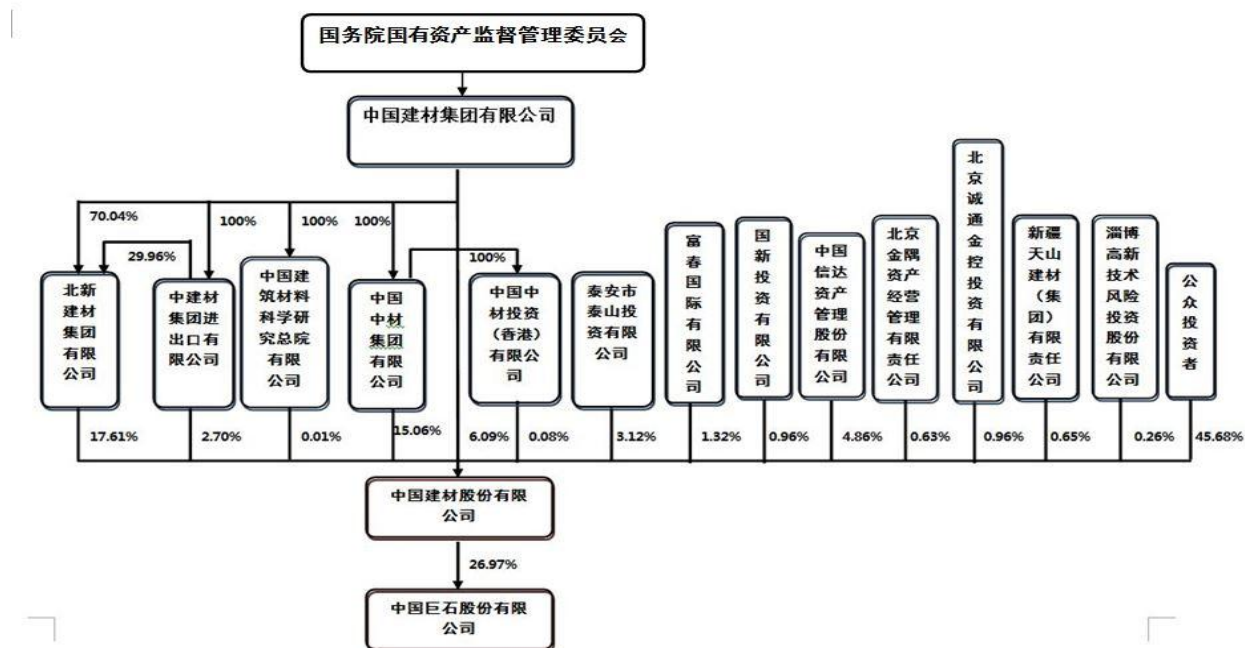 国务院国有资产监督管理委员会
中国建材集团有限公司
70.04%
100%
100%
100%
29.96%
100%
北新
建材
集团
有限
公司
中建材
集团进
出口有
限公司
中国建
筑材料
科学研
究总院
有限
公司
中国
中材
集团
有限
公司
中国中
材投资
（香港）
有限公
司
泰安市
泰山投
资有限
公司
富
春
国
际
有
限
公
司
国
新
投
资
有
限
公
司
中国
信达
资产
管理
股份
有限
公司
北京
金隅
资产
经营
管理
有限
责任
公司
北
京
诚
通
金
控
投
资
有
限
公
司
新疆
天山
建材
（集
团）
有限
责任
公司
淄博
高新
技术
风险
投资
股份
有限
公司
公
众
投
资
者
17.61%
2.70%
0.01%
15.06%
6.09%
0.08%
3.12%
1.32%
0.96%
4.86%
0.63%
0.96%
0.65%
0.26%
45.68%
中国建材股份有限
公司
26.97%
中国巨石股份有限
公司